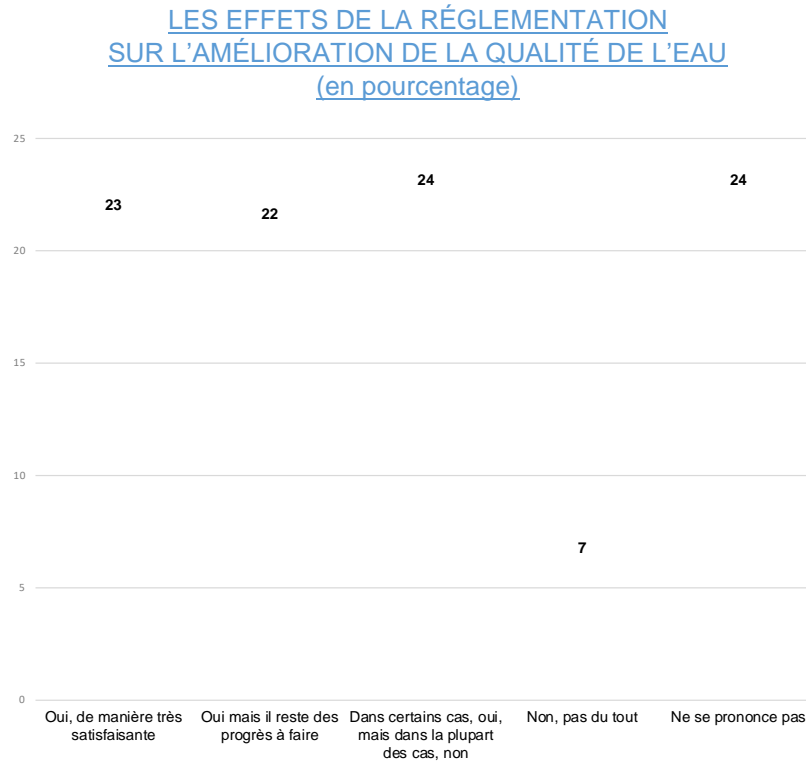 LES EFFETS DE LA RÉGLEMENTATION
SUR L'AMÉLIORATION DE LA QUALITÉ DE L'EAU
(en pourcentage)
25
23
22
24
24
20
15
10
7
5
0
Oui, de manière très
satisfaisante
Oui mais il reste des
progrès à faire
Dans certains cas, oui,
mais dans la plupart
des cas, non
Non, pas du tout
Ne se prononce pas